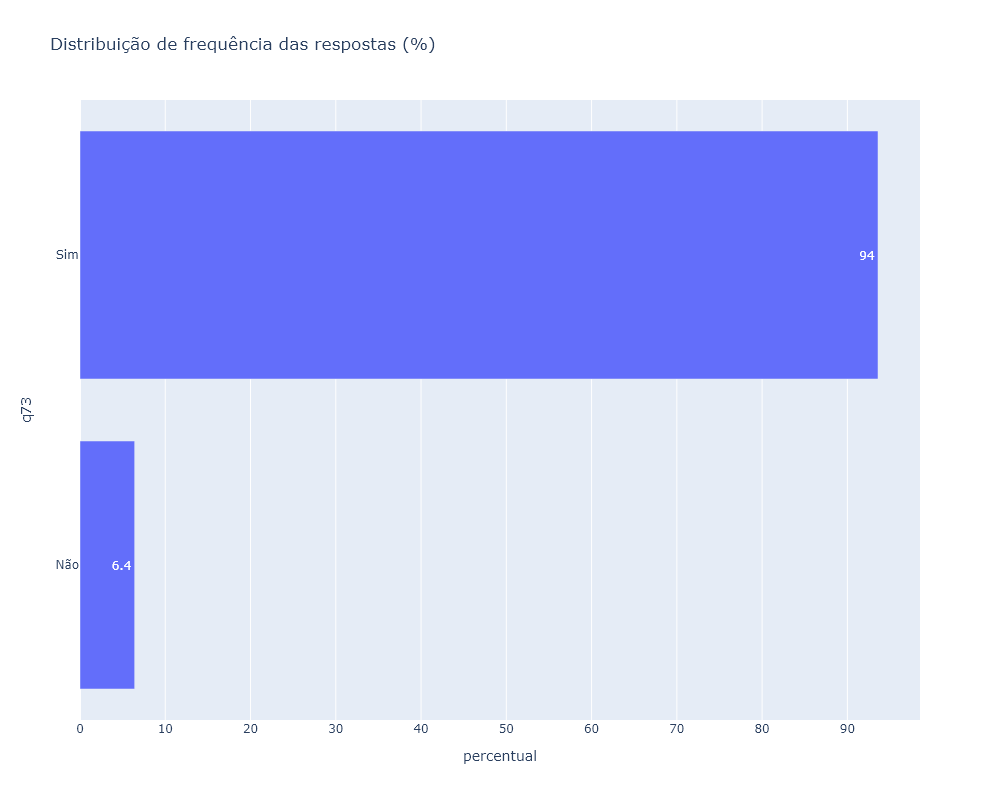 Distribuição de frequência das respostas (%)
Sim
94
q73
Não
6.4
0 10 20 30 40 50 60 70 80 90
percentual